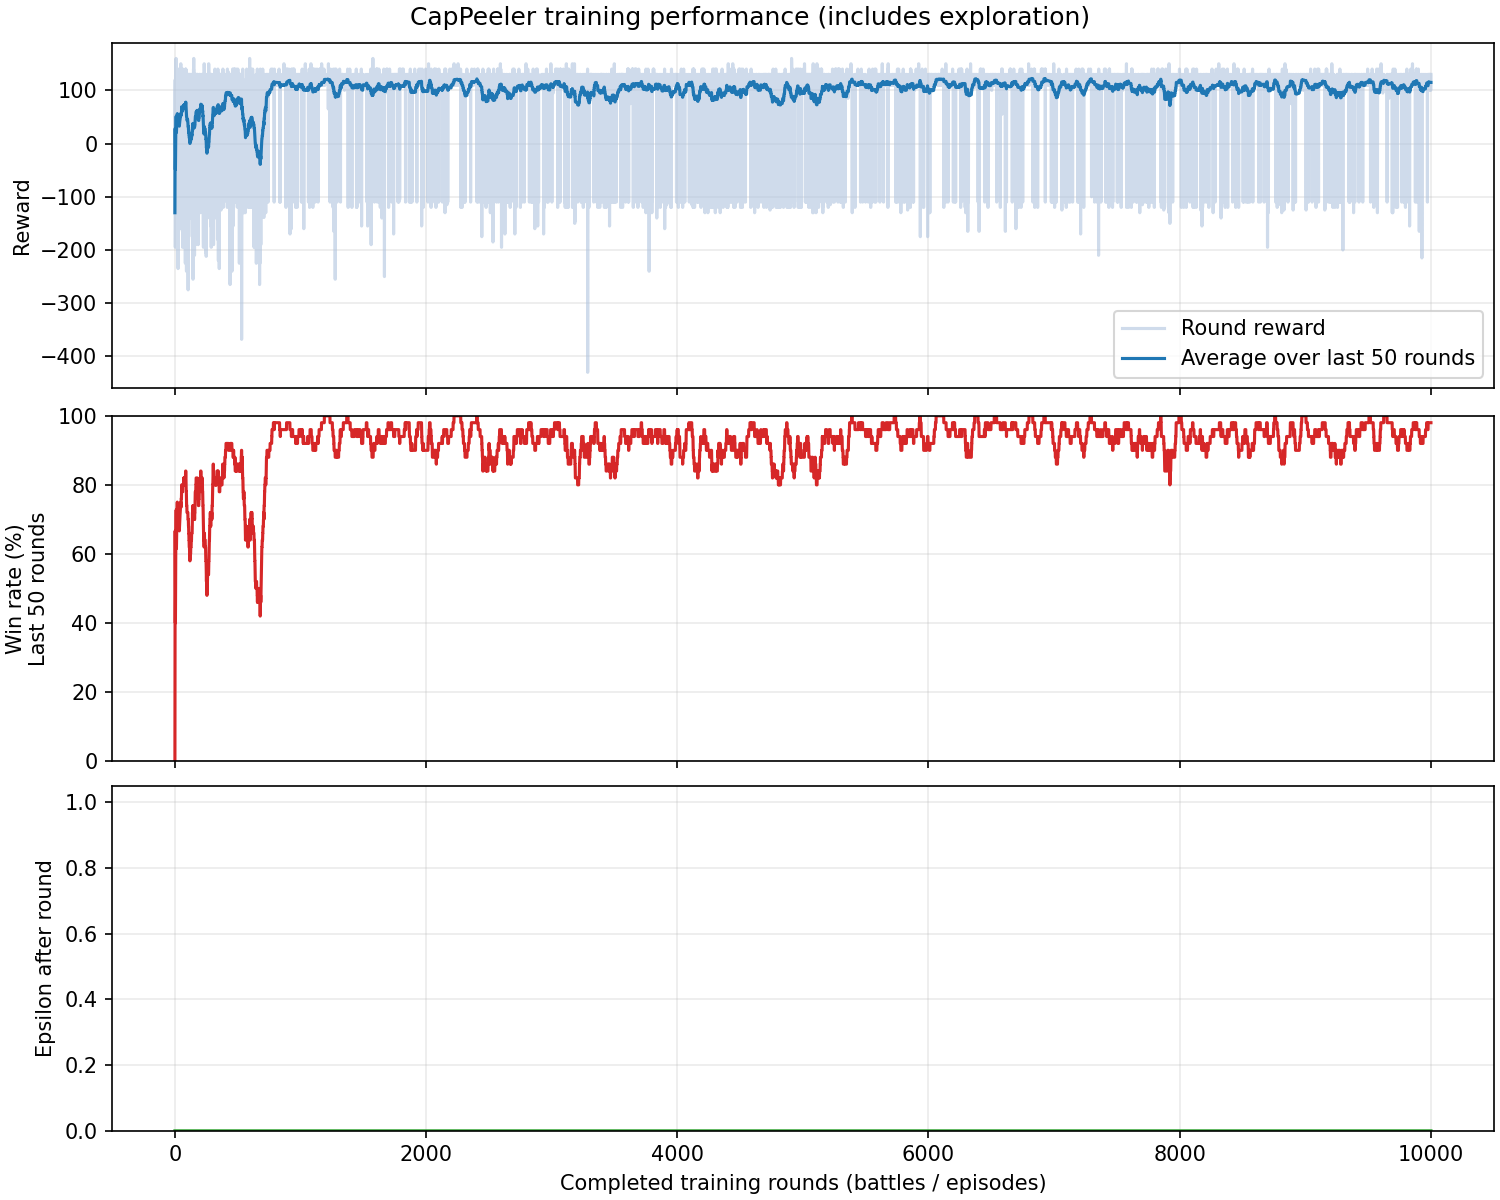 CapPeeler training performance (includes exploration)
100
0
−100
−200
−300
−400
Reward
Round reward
Average over last 50 rounds
100
80
60
40
20
0
Win rate (%)
Last 50 rounds
1.0
0.8
0.6
0.4
0.2
0.0
Epsilon after round
0 2000 4000 6000 8000 10000
Completed training rounds (battles / episodes)